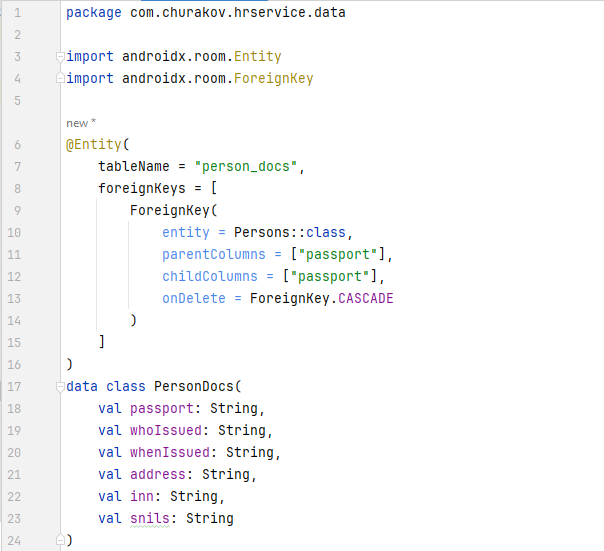 1 package com.churakov.hrservice.data
2
3 import androidx.room.Entity
4 import androidx.room.ForeignKey
5
new *
6 @Entity(
7     tableName = "person_docs",
8     foreignKeys = [
9         ForeignKey(
10             entity = Persons::class,
11             parentColumns = ["passport"],
12             childColumns = ["passport"],
13             onDelete = ForeignKey.CASCADE
14         )
15     ]
16 )
17 data class PersonDocs(
18     val passport: String,
19     val whoIssued: String,
20     val whenIssued: String,
21     val address: String,
22     val inn: String,
23     val snils: String
24 )